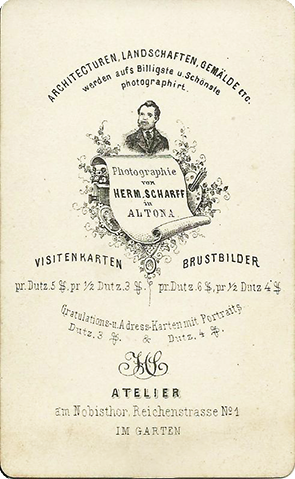 ARCHITECTUREN, LANDSCHAFTEN, GEMÄLDE etc.
werden aufs Billigste u. Schönste
photographirt.
Photographie
von
HERM. SCHARFF
in
ALTONA
VISITENKARTEN BRUSTBILDER
pr. Dutz. 5 ₰, pr ½ Dutz. 3 ₰. pr. Dutz. 6 ₰, pr ½ Dutz 4 ₰
Gratulations- u. Adress-Karten mit Portraits
Dutz. 3 ₰. & Dutz. 4 ₰.
HS
ATELIER
am Nobisthor. Reichenstrasse № 1
IM GARTEN